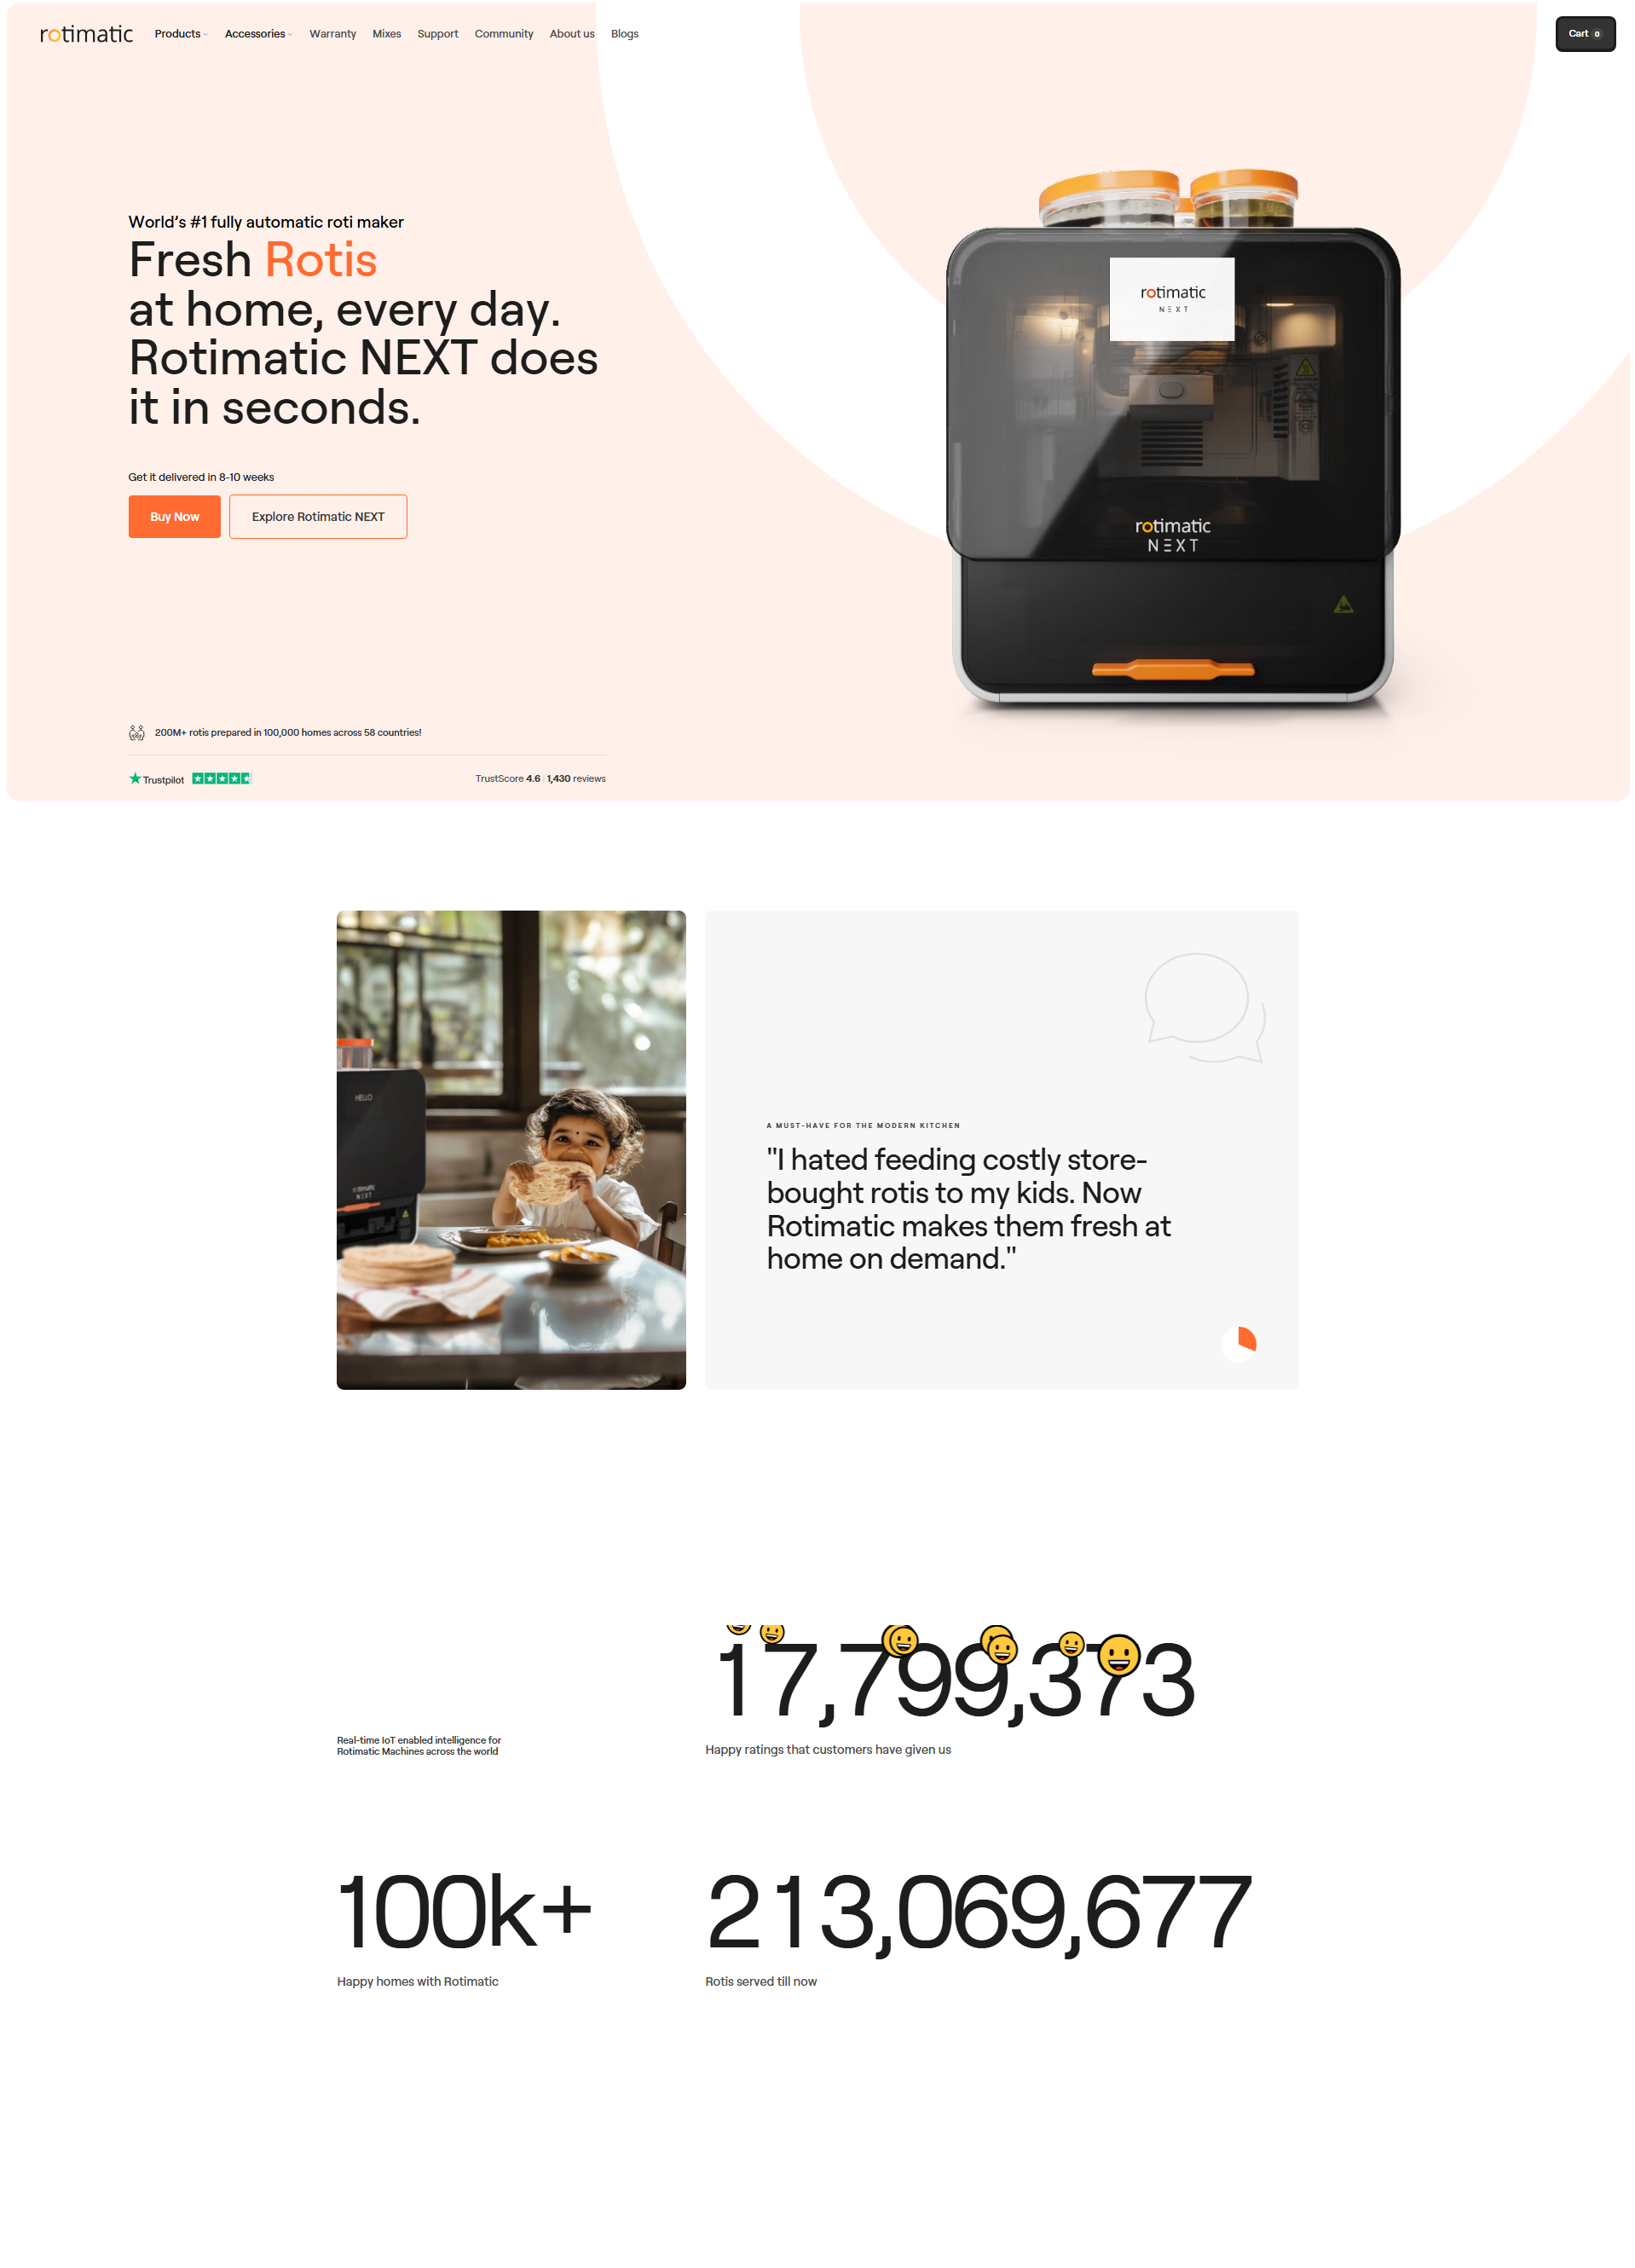 rotimatic
Products
Accessories
Warranty
Mixes
Support
Community
About us
Blogs
Cart 0
World's #1 fully automatic roti maker
Fresh Rotis
at home, every day.
Rotimatic NEXT does
it in seconds.
Get it delivered in 8-10 weeks
Buy Now
Explore Rotimatic NEXT
rotimatic
NEXT
rotimatic
NEXT
200M+ rotis prepared in 100,000 homes across 58 countries!
Trustpilot
TrustScore 4.6 | 1,430 reviews
HELLO
rotimatic
NEXT
A MUST-HAVE FOR THE MODERN KITCHEN
"I hated feeding costly store-
bought rotis to my kids. Now
Rotimatic makes them fresh at
home on demand."
17,799,373
Real-time IoT enabled intelligence for
Rotimatic Machines across the world
Happy ratings that customers have given us
100k+
213,069,677
Happy homes with Rotimatic
Rotis served till now